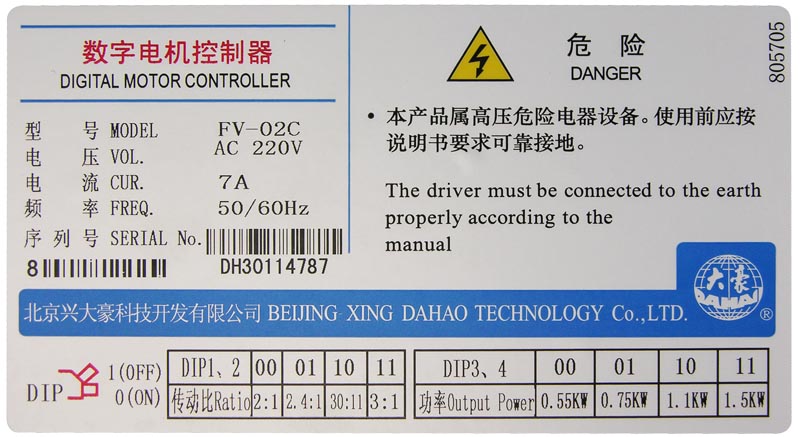 数字电机控制器
DIGITAL MOTOR CONTROLLER
危 险
DANGER
805705
型 号 MODEL FV-02C
电 压 VOL. AC 220V
电 流 CUR. 7A
频 率 FREQ. 50/60Hz
序 列 号 SERIAL No.
8
DH30114787
• 本产品属高压危险电器设备。使用前应按
说明书要求可靠接地。
The driver must be connected to the earth
properly according to the
manual
大豪
DAHAO
®
北京兴大豪科技开发有限公司 BEIJING XING DAHAO TECHNOLOGY Co.,LTD.
DIP 1(OFF)
0(ON)
DIP1、2 00 01 10 11
传动比Ratio 2:1 2.4:1 30:11 3:1
DIP3、4 00 01 10 11
功率Output Power 0.55KW 0.75KW 1.1KW 1.5KW